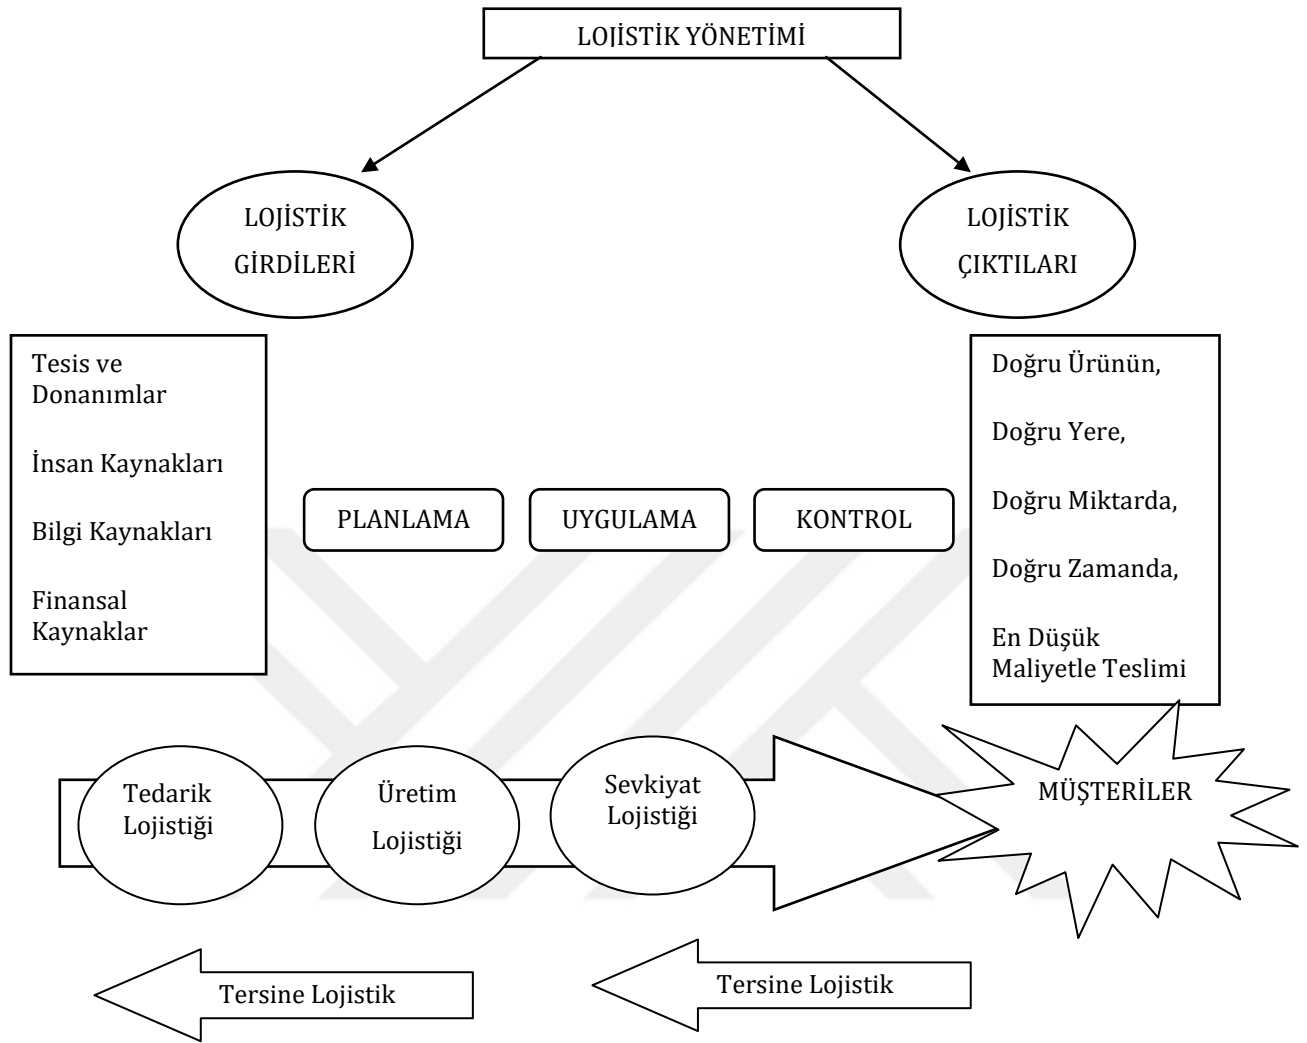 LOJİSTİK YÖNETİMİ
LOJİSTİK
GİRDİLERİ
LOJİSTİK
ÇIKTILARI
Tesis ve
Donanımlar
İnsan Kaynakları
Bilgi Kaynakları
Finansal
Kaynaklar
PLANLAMA
UYGULAMA
KONTROL
Doğru Ürünün,
Doğru Yere,
Doğru Miktarda,
Doğru Zamanda,
En Düşük
Maliyetle Teslimi
Tedarik
Lojistiği
Üretim
Lojistiği
Sevkiyat
Lojistiği
MÜŞTERİLER
Tersine Lojistik
Tersine Lojistik